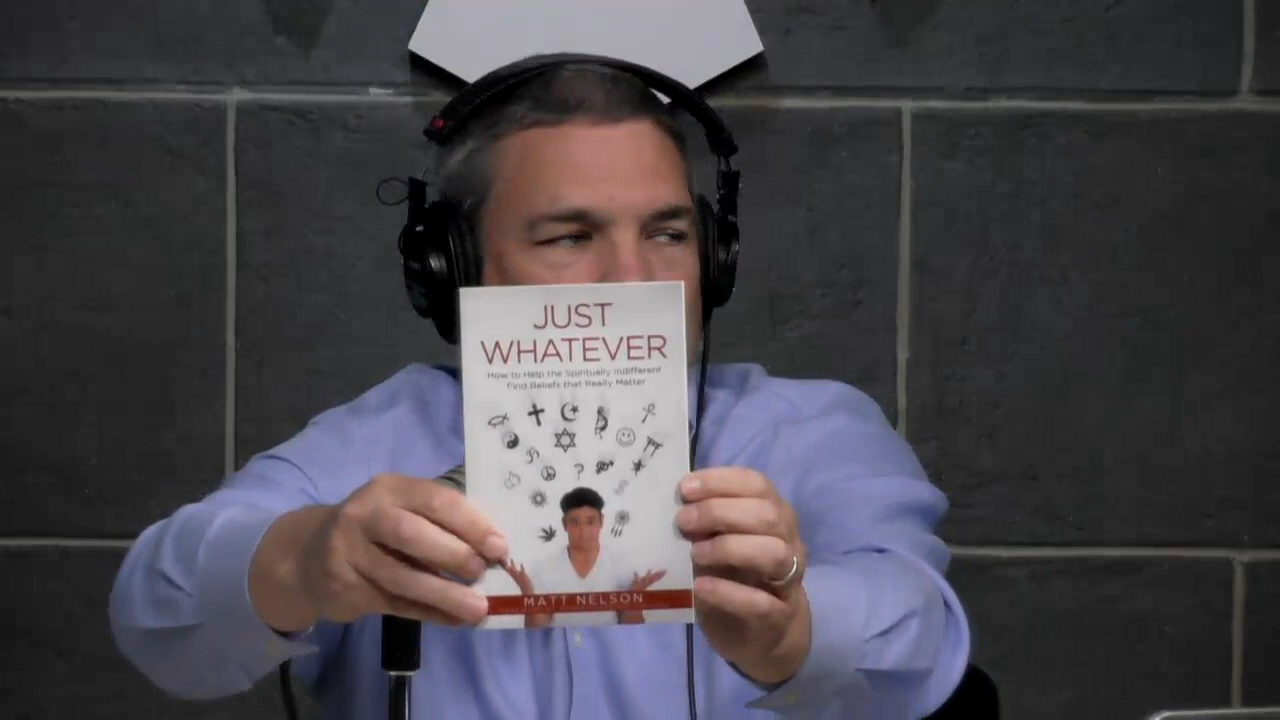 JUST
WHATEVER
How to Help the Spiritually Indifferent
Find Beliefs that Really Matter
?
MATT NELSON